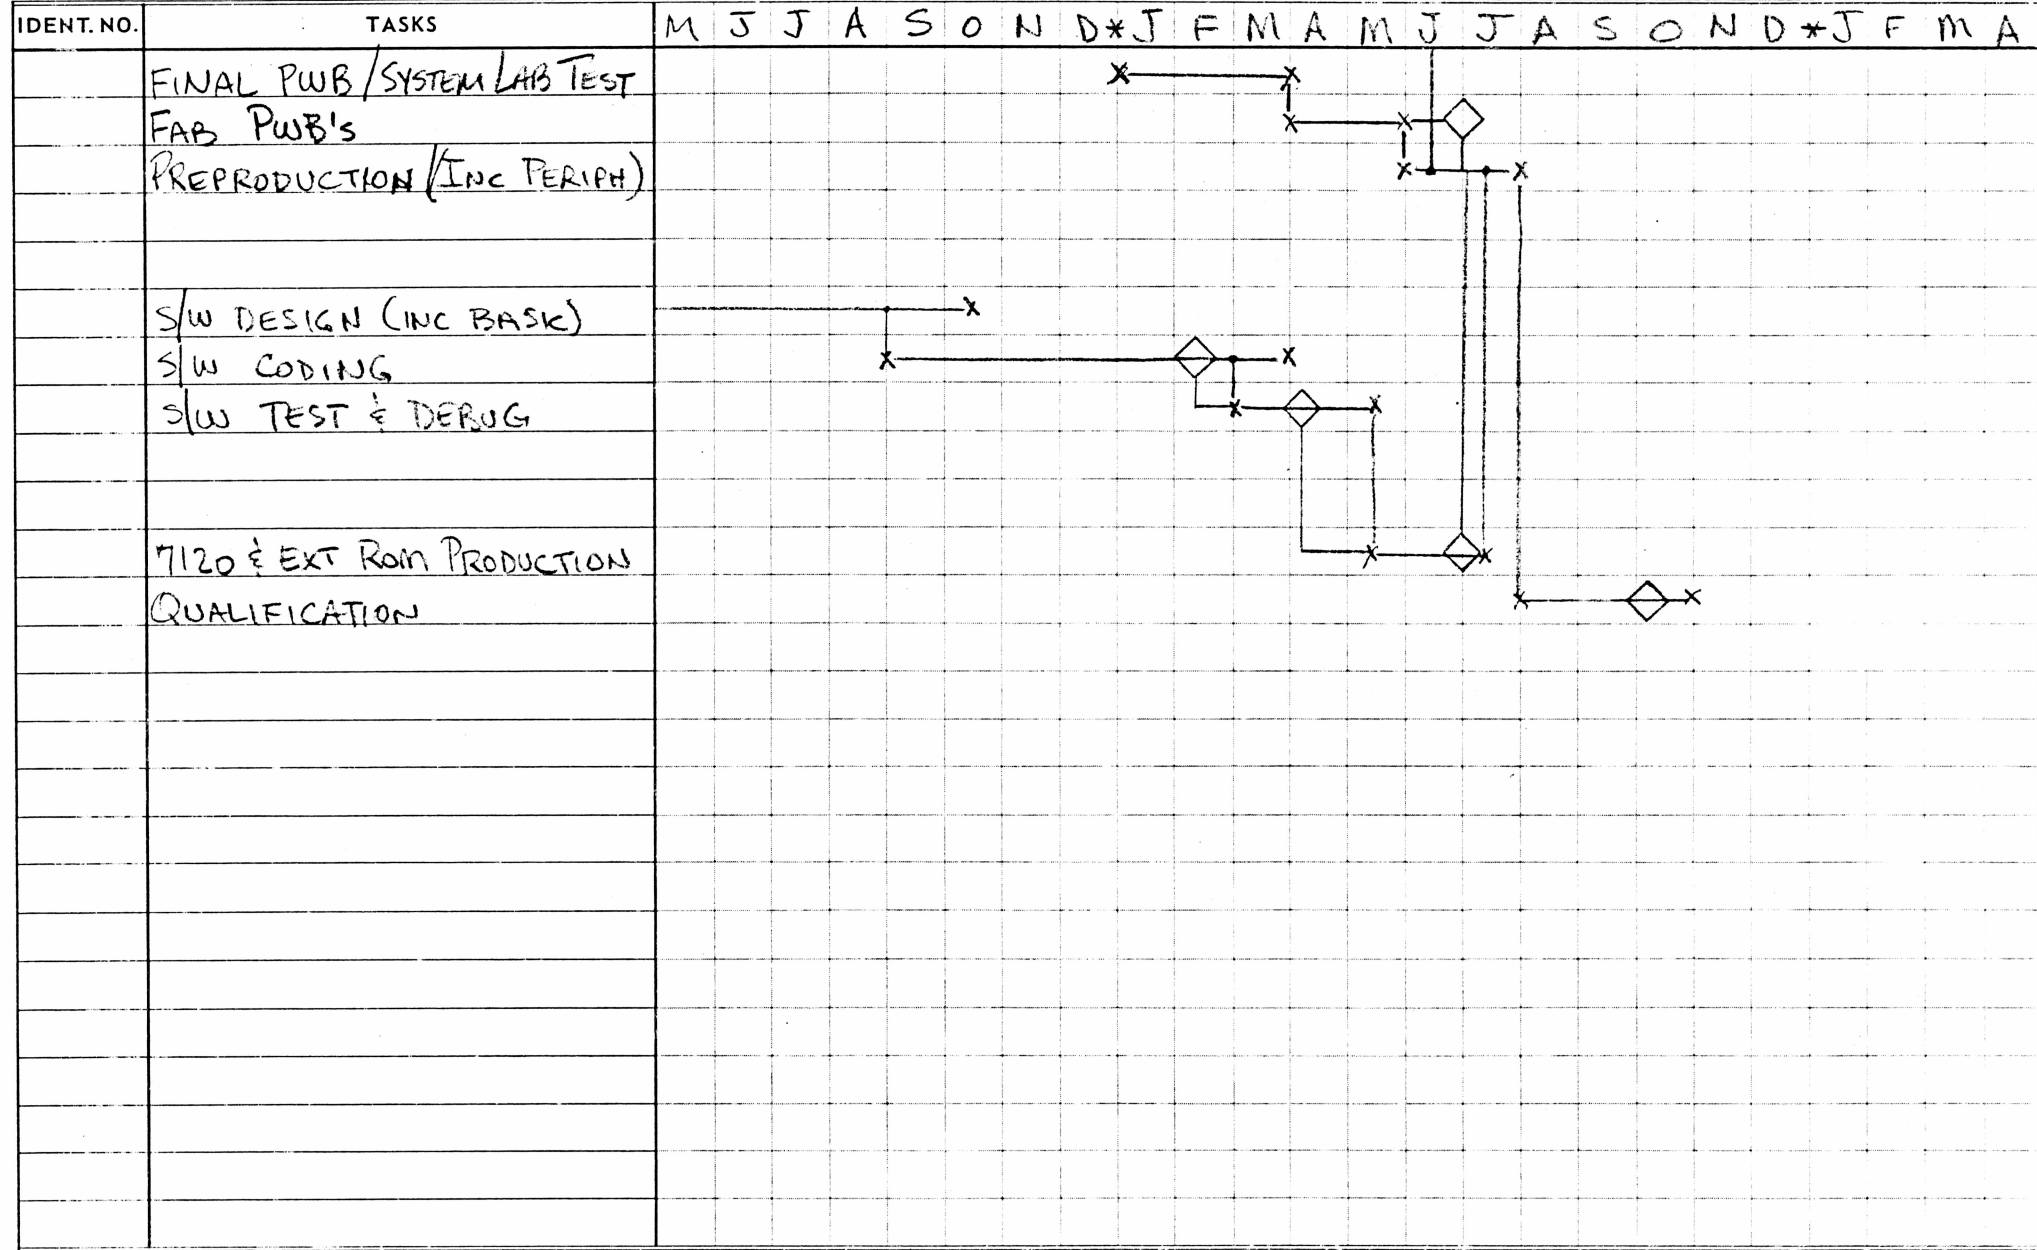 IDENT. NO. TASKS M J J A S O N D * J F M A M J J A S O N D * J F M A
FINAL PWB / SYSTEM LAB TEST
FAB PWB'S
PREPRODUCTION (INC PERIPH)
S/W DESIGN (INC BASIC)
S/W CODING
S/W TEST & DEBUG
7120 & EXT ROM PRODUCTION
QUALIFICATION